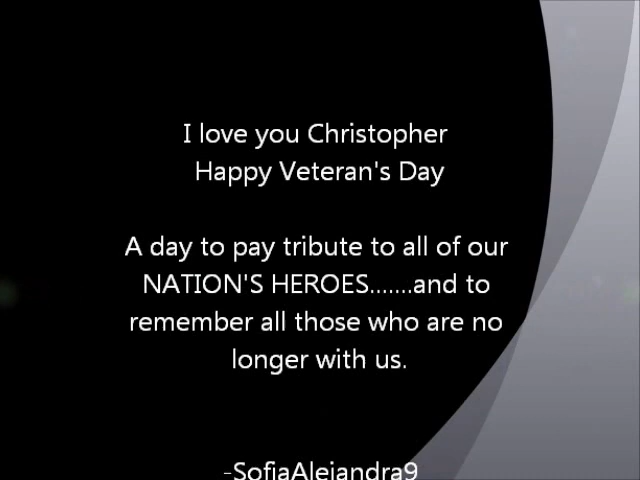 I love you Christopher
Happy Veteran's Day
A day to pay tribute to all of our
NATION'S HEROES.......and to
remember all those who are no
longer with us.
-SofiaAlejandra9